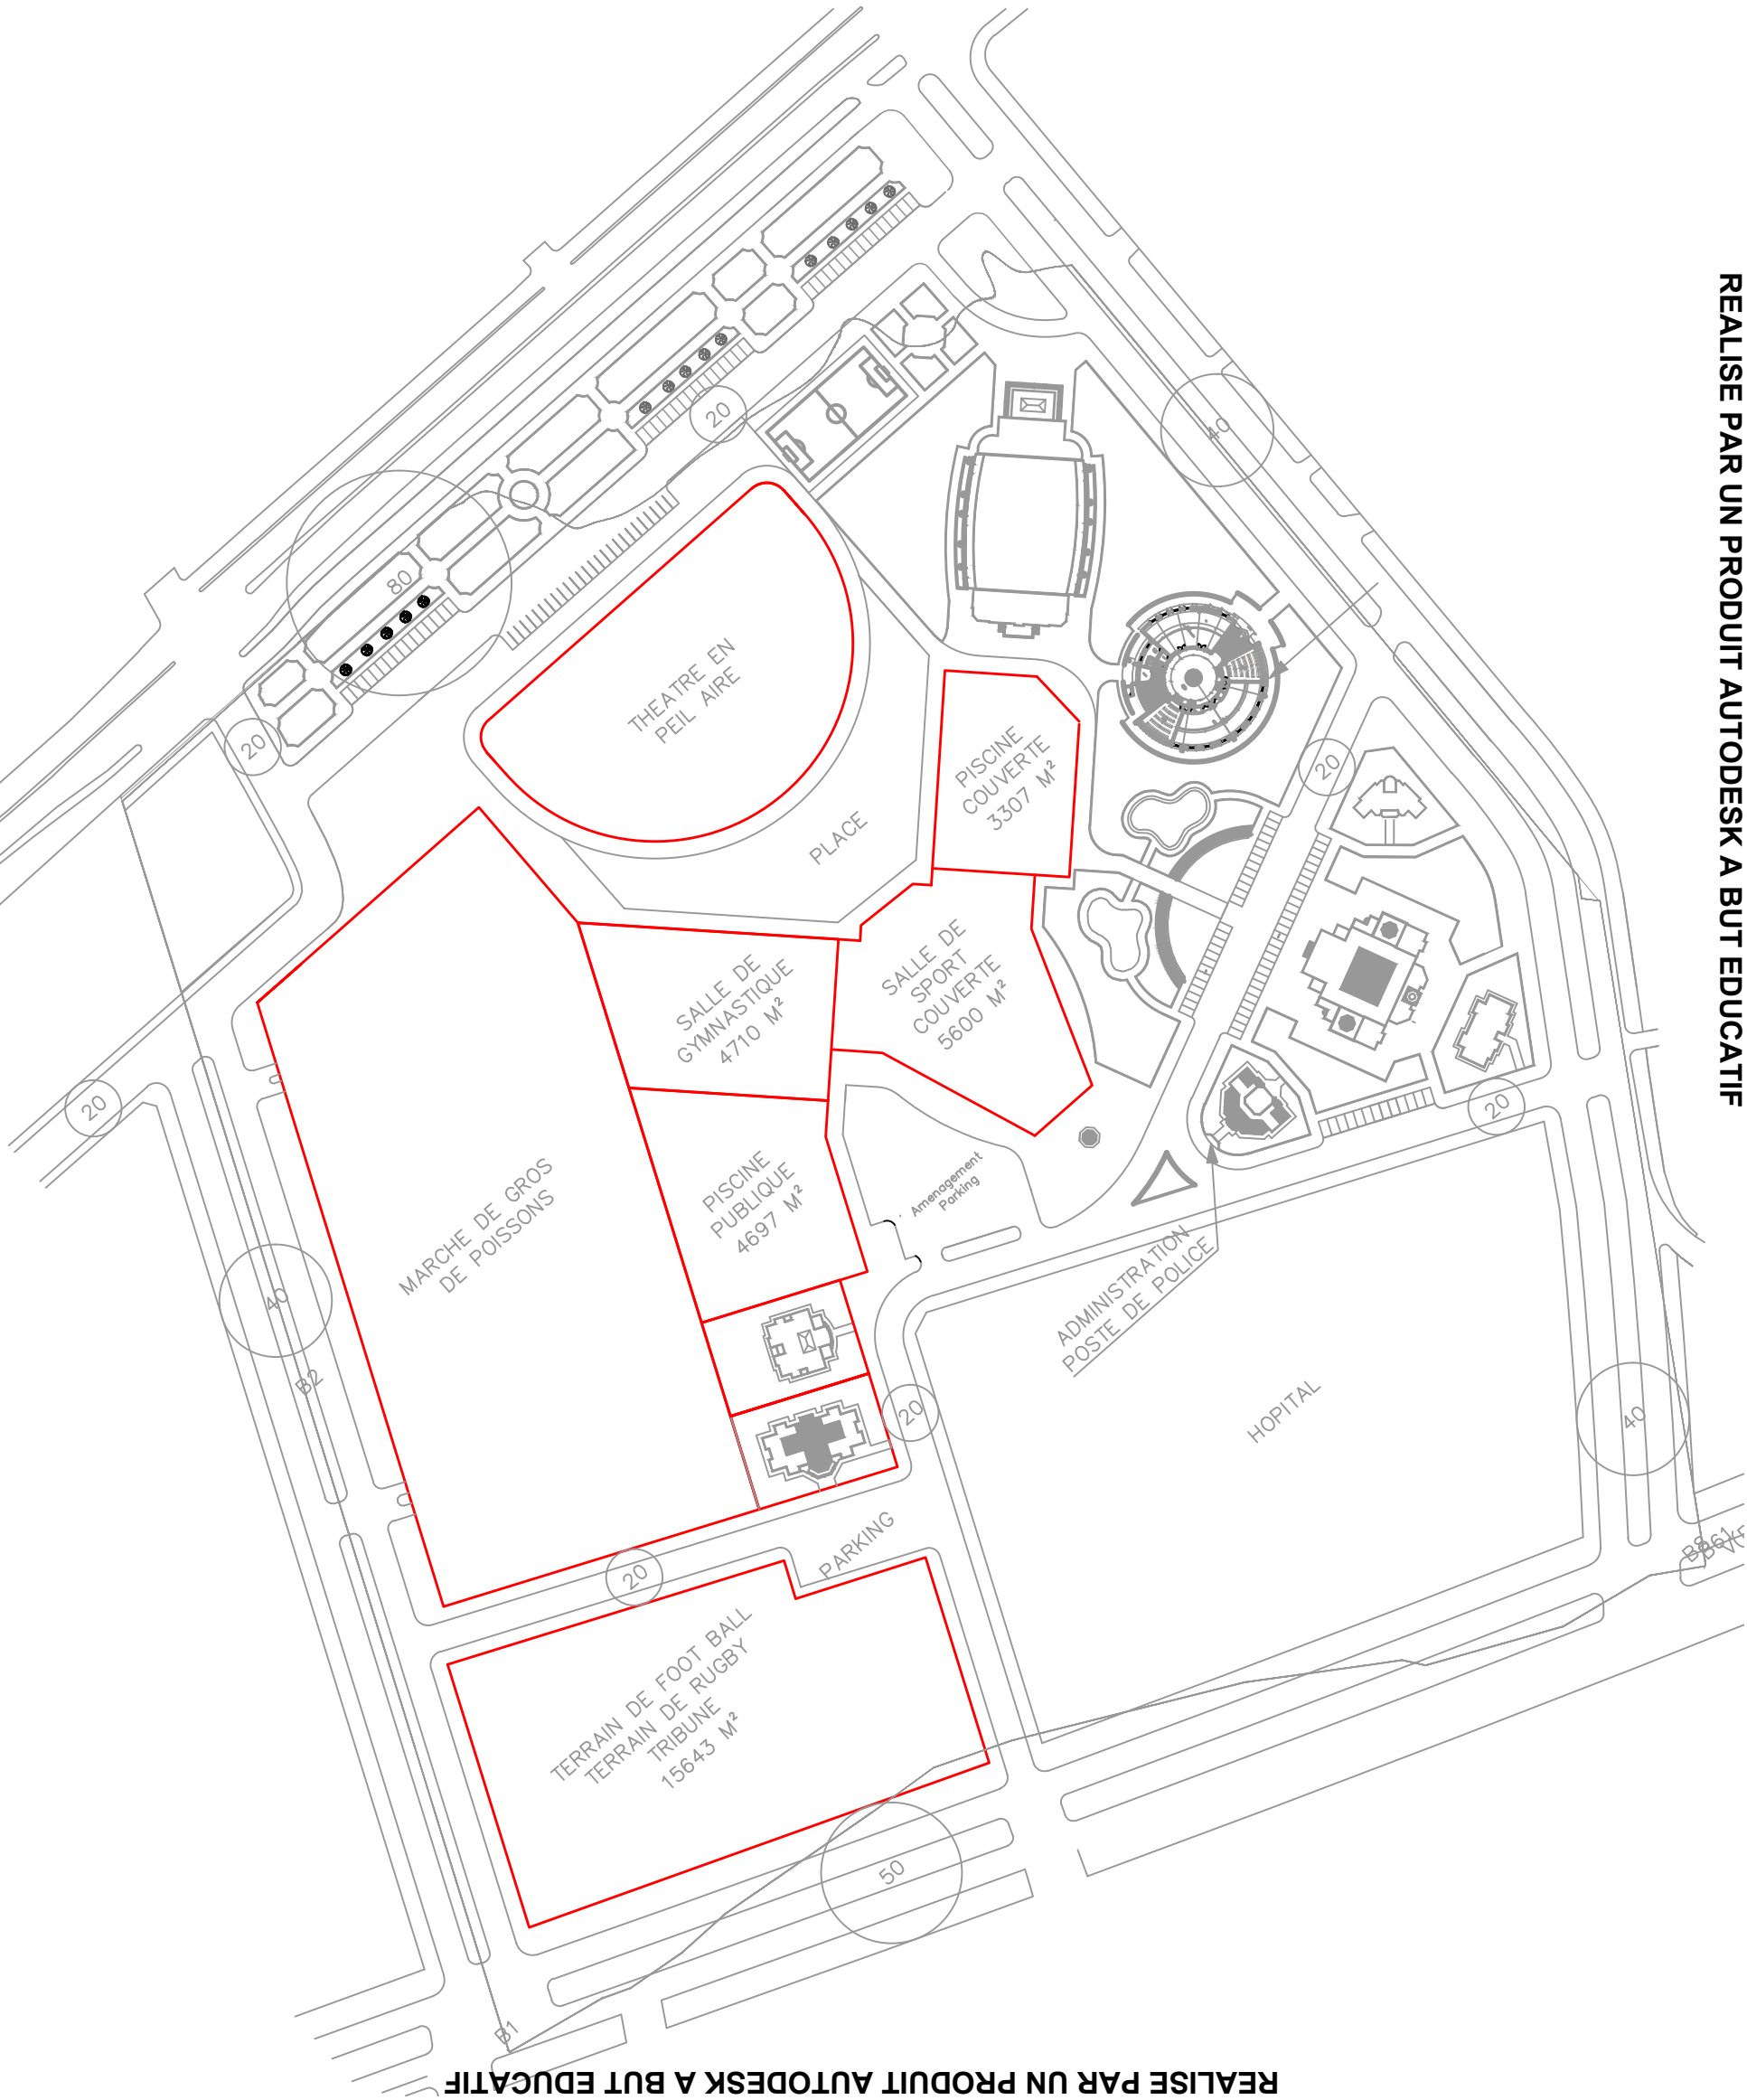 REALISE PAR UN PRODUIT AUTODESK A BUT EDUCATIF
20
40
80
THEATRE EN
PEIL AIRE
20
PISCINE
COUVERTE
3307 M²
20
PLACE
SALLE DE
SPORT
COUVERTE
5600 M²
SALLE DE
GYMNASTIQUE
4710 M²
20
20
PISCINE
PUBLIQUE
4697 M²
Amenagement
Parking
MARCHE DE GROS
DE POISSONS
ADMINISTRATION
POSTE DE POLICE
40
B2
20
HOPITAL
40
PARKING
20
TERRAIN DE FOOT BALL
TERRAIN DE RUGBY
TRIBUNE
15643 M²
50
B1
REALISE PAR UN PRODUIT AUTODESK A BUT EDUCATIF